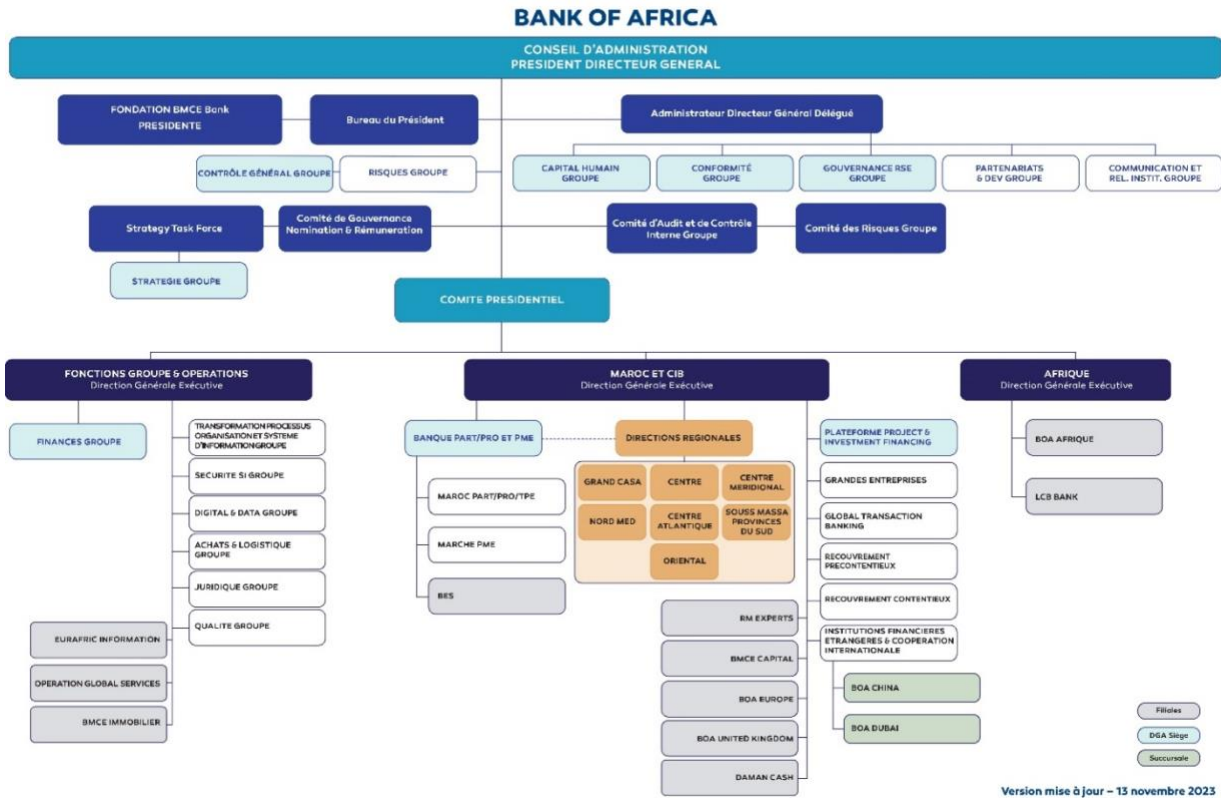 BANK OF AFRICA
CONSEIL D'ADMINISTRATION
PRESIDENT DIRECTEUR GENERAL
FONDATION BMCE Bank
PRESIDENTE
Bureau du Président
Administrateur Directeur Général Délégué
CONTRÔLE GÉNÉRAL GROUPE
RISQUES GROUPE
CAPITAL HUMAIN
GROUPE
CONFORMITÉ
GROUPE
GOUVERNANCE RSE
GROUPE
PARTENARIATS
& DEV GROUPE
COMMUNICATION ET
REL. INSTIT. GROUPE
Strategy Task Force
Comité de Gouvernance
Nomination & Rémuneration
Comité d'Audit et de Contrôle
Interne Groupe
Comité des Risques Groupe
STRATEGIE GROUPE
COMITE PRESIDENTIEL
FONCTIONS GROUPE & OPERATIONS
Direction Générale Exécutive
MAROC ET CIB
Direction Générale Exécutive
AFRIQUE
Direction Générale Exécutive
FINANCES GROUPE
TRANSFORMATION PROCESSUS
ORGANISATION ET SYSTEME
D'INFORMATION GROUPE
SECURITE SI GROUPE
DIGITAL & DATA GROUPE
ACHATS & LOGISTIQUE
GROUPE
JURIDIQUE GROUPE
QUALITE GROUPE
EURAFRIC INFORMATION
OPERATION GLOBAL SERVICES
BMCE IMMOBILIER
BANQUE PART/PRO ET PME
MAROC PART/PRO/TPE
MARCHE PME
BES
DIRECTIONS REGIONALES
GRAND CASA
CENTRE
CENTRE
MERIDIONAL
NORD MED
CENTRE
ATLANTIQUE
SOUSS MASSA
PROVINCES
DU SUD
ORIENTAL
PLATEFORME PROJECT &
INVESTMENT FINANCING
GRANDES ENTREPRISES
GLOBAL TRANSACTION
BANKING
RECOUVREMENT
PRECONTENTIEUX
RECOUVREMENT CONTENTIEUX
INSTITUTIONS FINANCIERES
ETRANGERES & COOPERATION
INTERNATIONALE
BOA CHINA
BOA DUBAI
RM EXPERTS
BMCE CAPITAL
BOA EUROPE
BOA UNITED KINGDOM
DAMAN CASH
BOA AFRIQUE
LCB BANK
Filiales
DGA Siège
Succursale
Version mise à jour – 13 novembre 2023